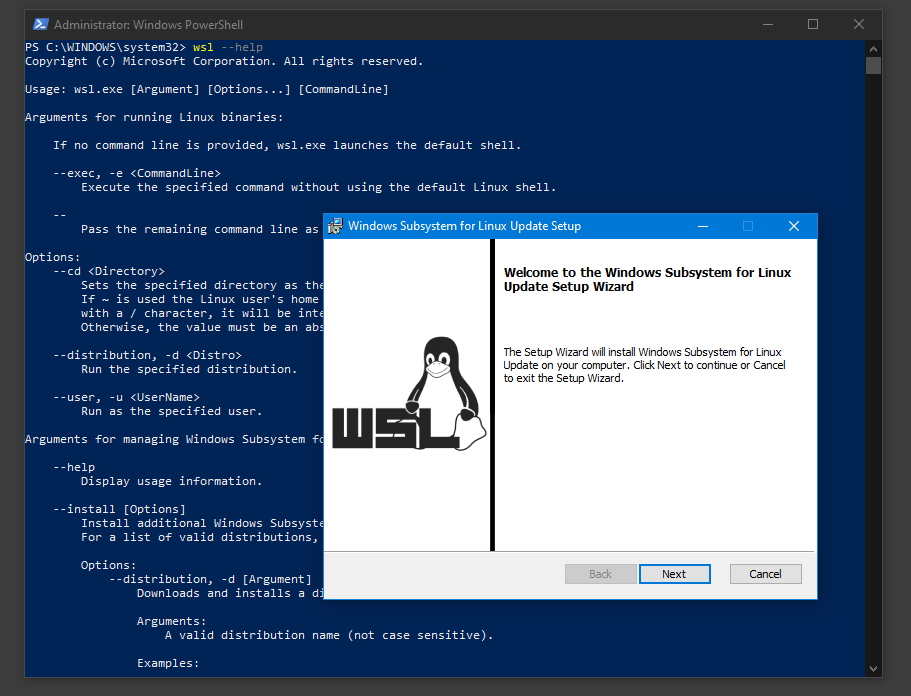 Administrator: Windows PowerShell
PS C:\WINDOWS\system32> wsl --help
Copyright (c) Microsoft Corporation. All rights reserved.
Usage: wsl.exe [Argument] [Options...] [CommandLine]
Arguments for running Linux binaries:
If no command line is provided, wsl.exe launches the default shell.
--exec, -e <CommandLine>
Execute the specified command without using the default Linux shell.
--
Pass the remaining command line as
Options:
--cd <Directory>
Sets the specified directory as the
If ~ is used the Linux user's home
with a / character, it will be inte
Otherwise, the value must be an abs
--distribution, -d <Distro>
Run the specified distribution.
--user, -u <UserName>
Run as the specified user.
Arguments for managing Windows Subsystem fo
--help
Display usage information.
--install [Options]
Install additional Windows Subsyste
For a list of valid distributions,
Options:
--distribution, -d [Argument]
Downloads and installs a di
Arguments:
A valid distribution name (not case sensitive).
Examples:
Windows Subsystem for Linux Update Setup
Welcome to the Windows Subsystem for Linux
Update Setup Wizard
The Setup Wizard will install Windows Subsystem for Linux
Update on your computer. Click Next to continue or Cancel
to exit the Setup Wizard.
WSL
Back
Next
Cancel